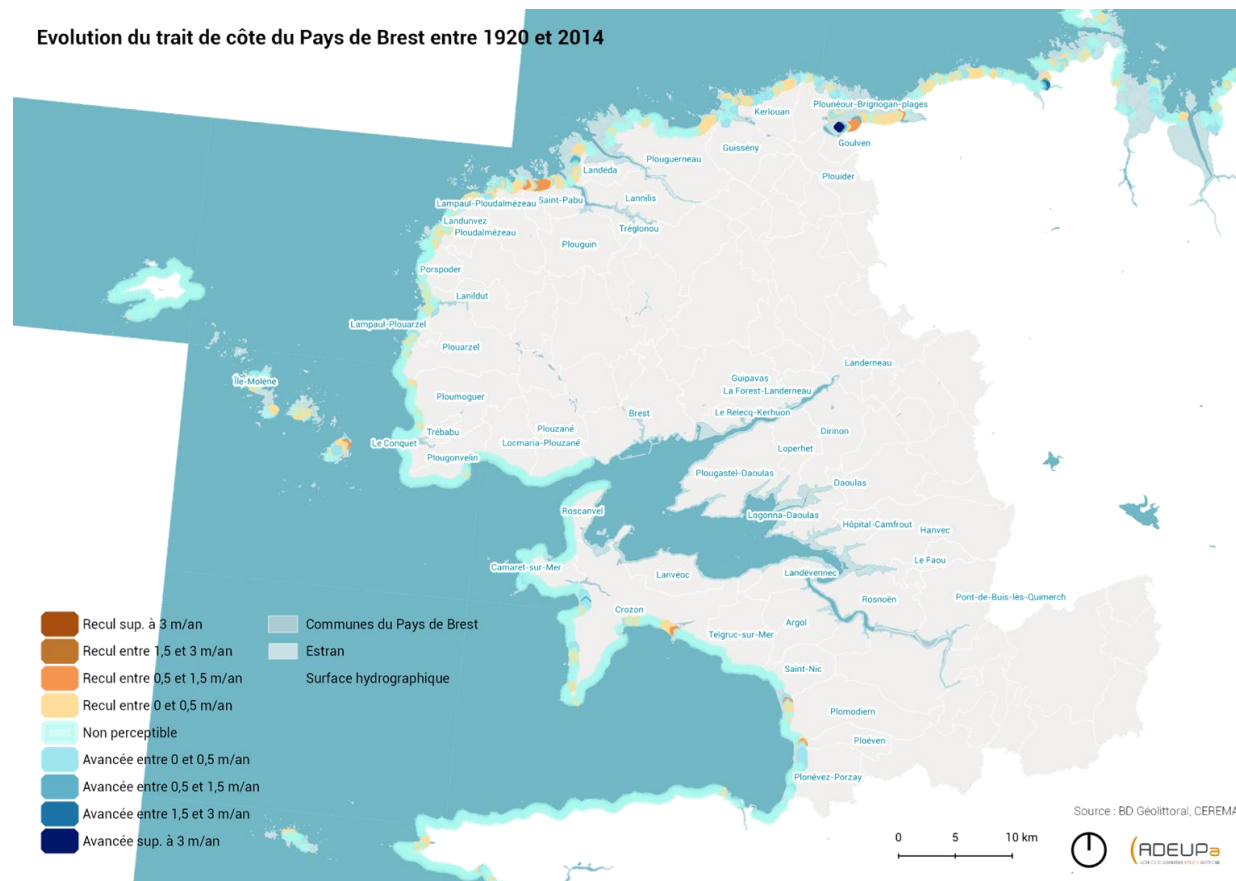 Evolution du trait de côte du Pays de Brest entre 1920 et 2014
Plounéour-Brignogan-plages
Kerlouan
Goulven
Guissény
Plouguerneau
Landéda
Plouider
Lannilis
Lampaul-Ploudalmézeau
Saint-Pabu
Landunvez
Tréglonou
Ploudalmézeau
Plouguin
Porspoder
Lanildut
Lampaul-Plouarzel
Plouarzel
Landerneau
Île-Molène
Guipavas
La Forest-Landerneau
Ploumoguer
Brest
Le Relecq-Kerhuon
Plouzané
Dirinon
Trébabu
Le Conquet
Locmaria-Plouzané
Loperhet
Plougonvelin
Plougastel-Daoulas
Daoulas
Roscanvel
Logonna-Daoulas
Hôpital-Camfrout
Hanvec
Le Faou
Camaret-sur-Mer
Lanvéoc
Landévennec
Rosnoën
Pont-de-Buis-lès-Quimerch
Crozon
Argol
Telgruc-sur-Mer
Saint-Nic
Plomodiern
Ploéven
Plonévez-Porzay
Recul sup. à 3 m/an
Recul entre 1,5 et 3 m/an
Recul entre 0,5 et 1,5 m/an
Recul entre 0 et 0,5 m/an
Non perceptible
Avancée entre 0 et 0,5 m/an
Avancée entre 0,5 et 1,5 m/an
Avancée entre 1,5 et 3 m/an
Avancée sup. à 3 m/an
Communes du Pays de Brest
Estran
Surface hydrographique
Source : BD Géolittoral, CEREMA
0 5 10 km
ADEUPa